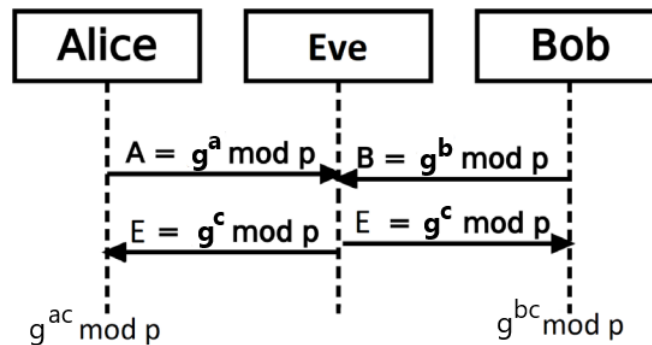 Alice
Eve
Bob
A = g^a mod p
B = g^b mod p
E = g^c mod p
E = g^c mod p
g^ac mod p
g^bc mod p